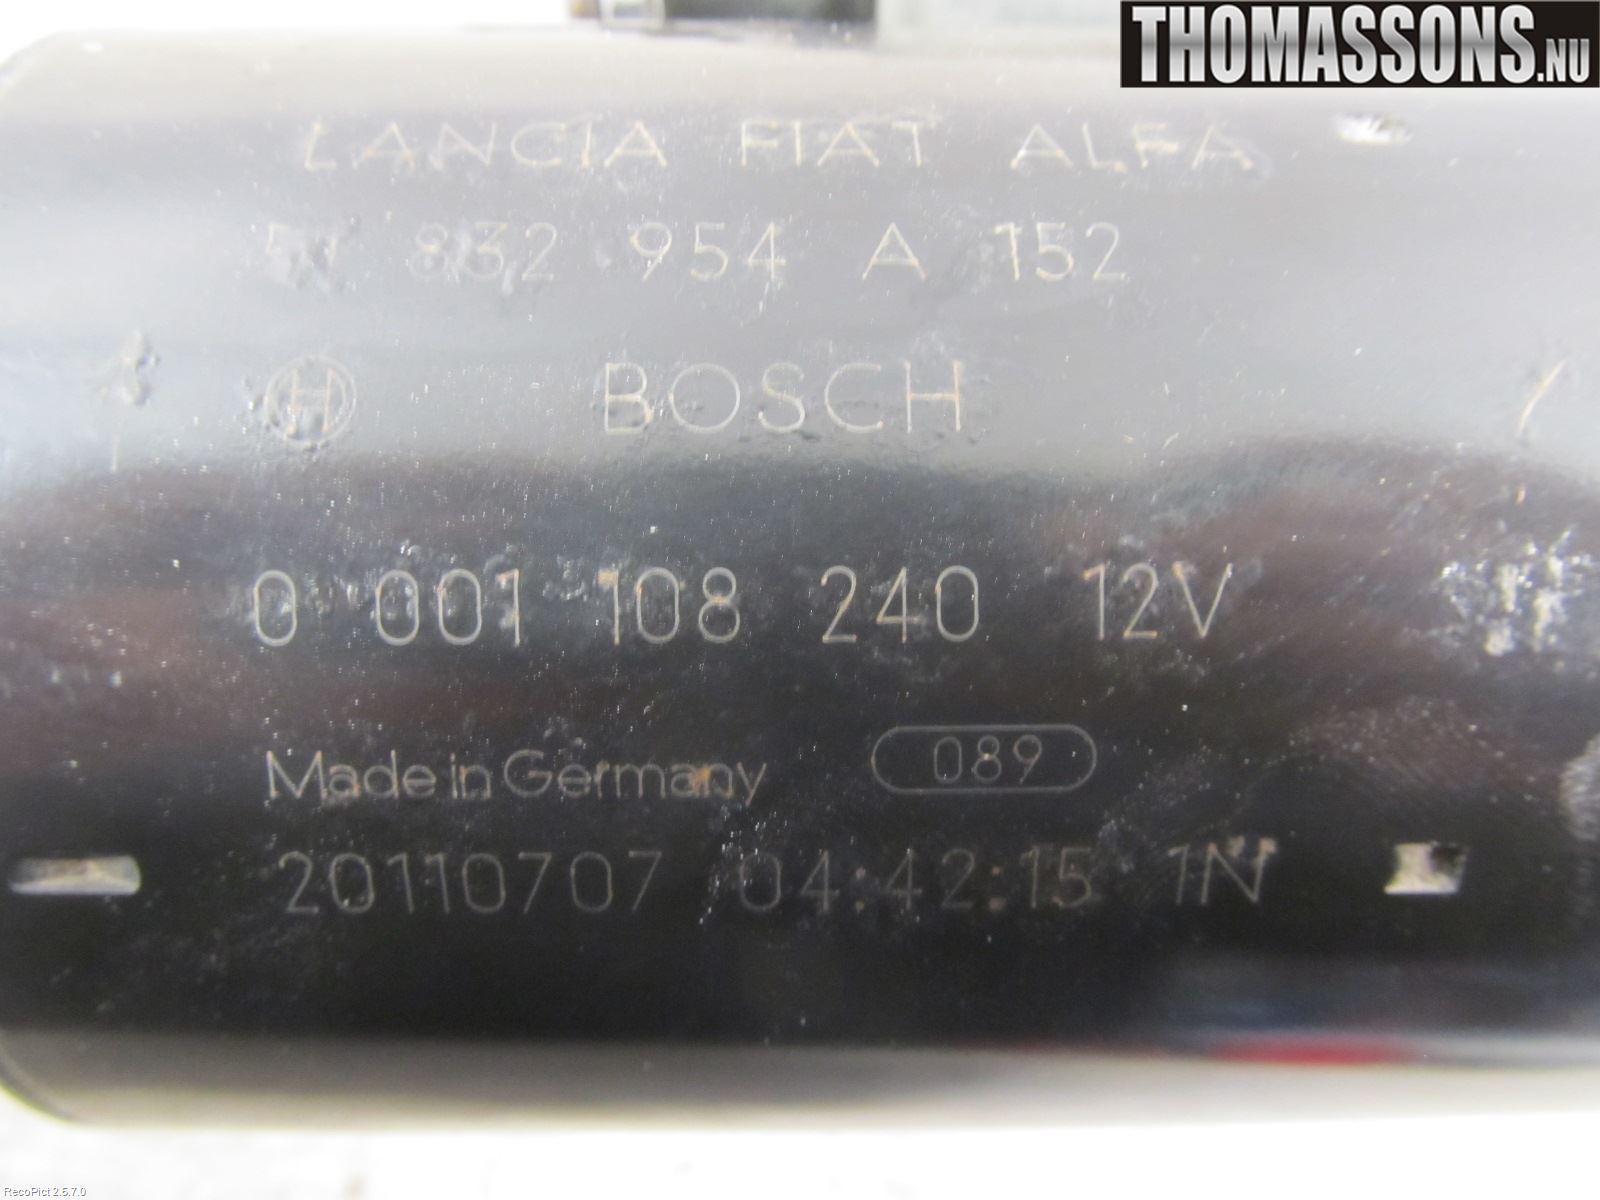 THOMASSONS.NU
LANCIA FIAT ALFA
51 832 954 A 152
H BOSCH
0 001 108 240 12V
Made in Germany 089
20110707 04:42:15 1N
RecoPict 2.5.7.0